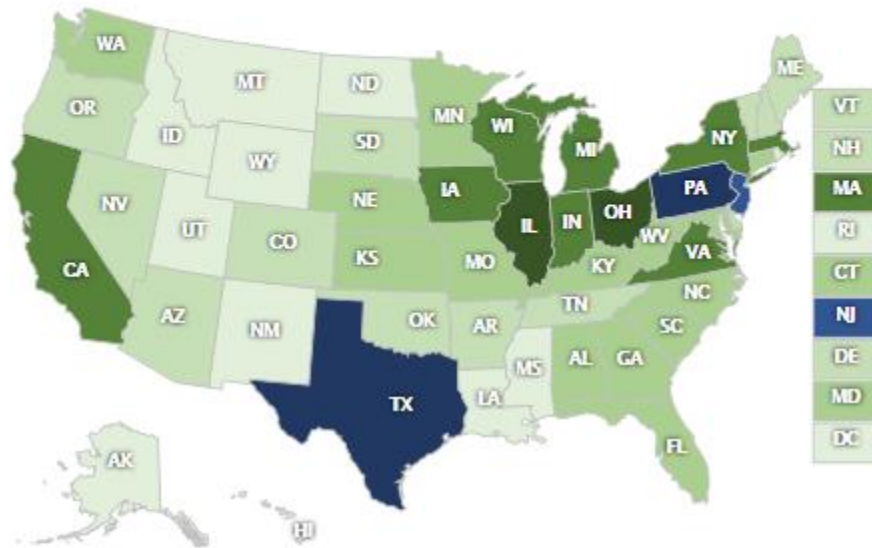 WA
MT
ND
ME
OR
MN
VT
ID
SD
WI
NY
NH
WY
MI
MA
IA
PA
NE
RI
NV
IL
IN
OH
UT
CO
WV
CA
KS
MO
KY
VA
CT
AZ
NM
OK
AR
TN
NC
NJ
SC
MS
AL
GA
DE
TX
LA
MD
FL
DC
AK
HI